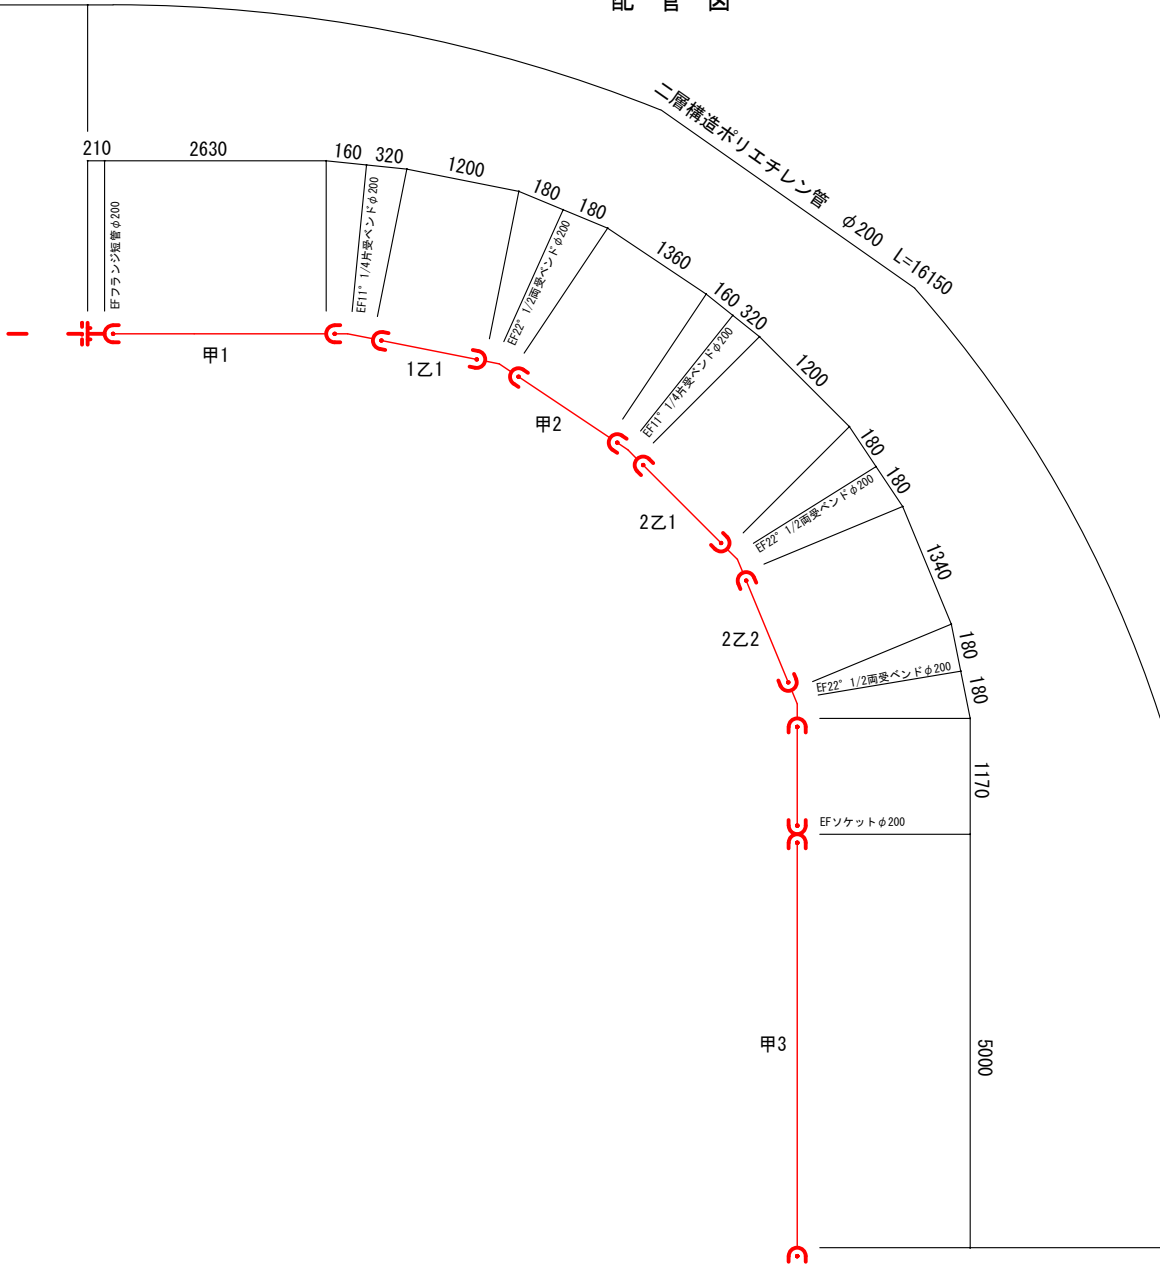 配 管 図
二層構造ポリエチレン管 φ200 L=16150
210
2630
160
320
1200
180
180
1360
160
320
1200
180
180
1340
180
180
1170
5000
EFフランジ短管φ200
EF11° 1/4片受ベンドφ200
EF22° 1/2両受ベンドφ200
EF11° 1/4片受ベンドφ200
EF22° 1/2両受ベンドφ200
EF22° 1/2両受ベンドφ200
EFソケットφ200
甲1
1乙1
甲2
2乙1
2乙2
甲3